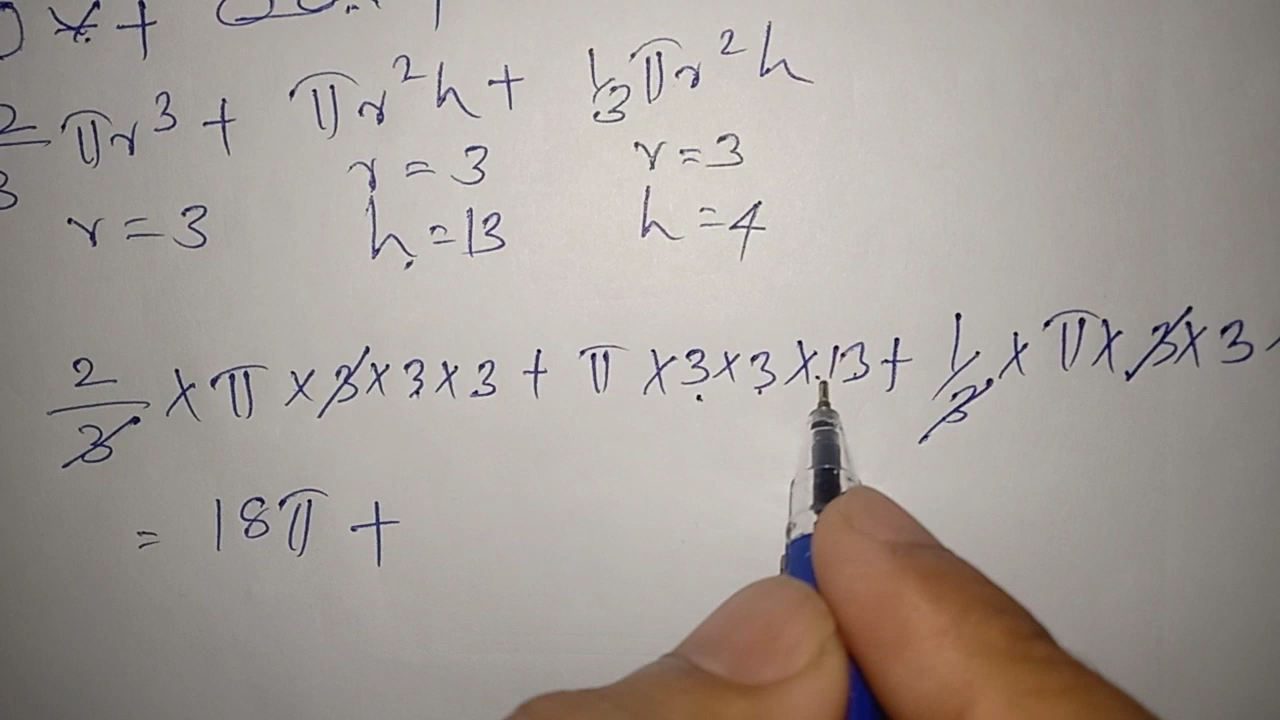 2/3 πr³ + πr²h + 1/3 πr²h
r = 3 r = 3 r = 3
h = 13 h = 4
2/3 × π × 3 × 3 × 3 + π × 3 × 3 × 13 + 1/3 × π × 3 × 3
= 18π +